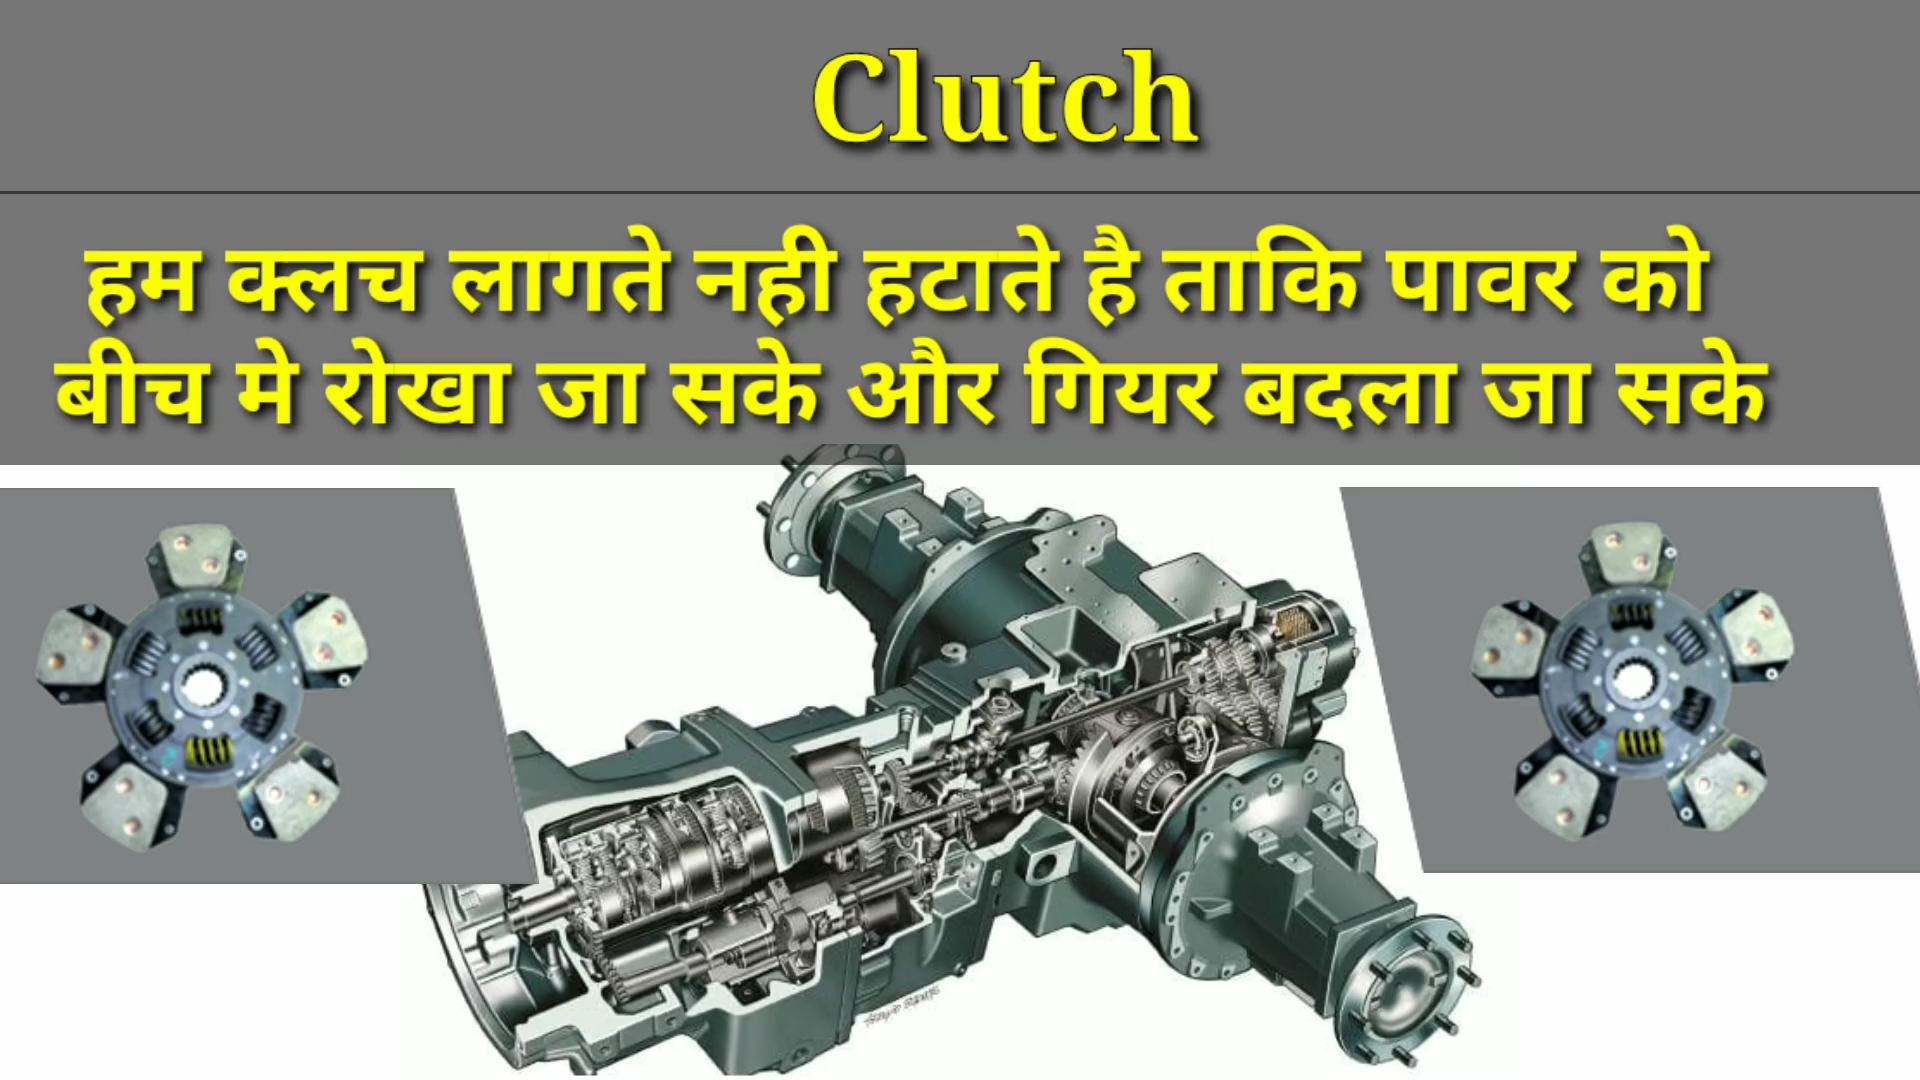 Clutch
हम क्लच लागते नही हटाते है ताकि पावर को
बीच मे रोखा जा सके और गियर बदला जा सके